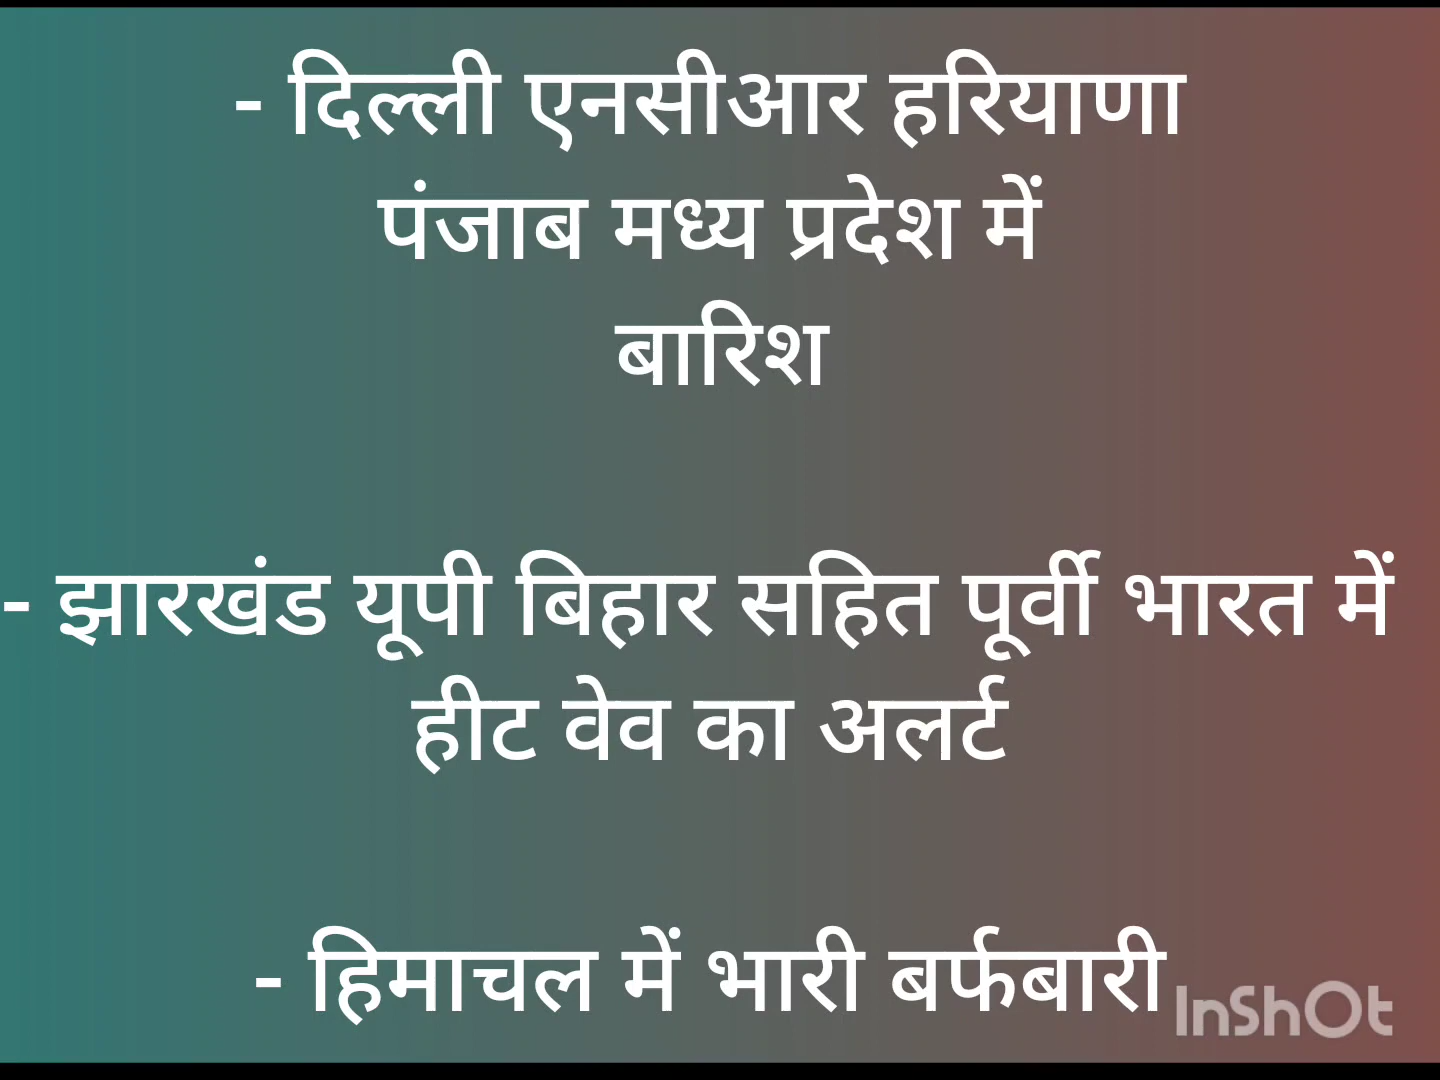 - दिल्ली एनसीआर हरियाणा
पंजाब मध्य प्रदेश में
बारिश
- झारखंड यूपी बिहार सहित पूर्वी भारत में
हीट वेव का अलर्ट
- हिमाचल में भारी बर्फबारी
InShOt